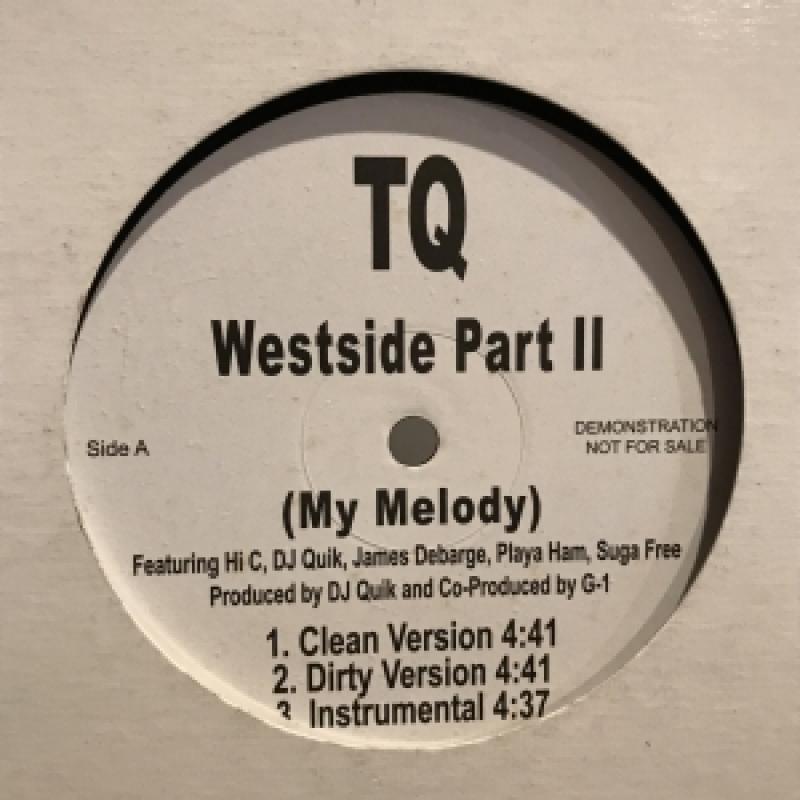 TQ
Westside Part II
Side A
DEMONSTRATION
NOT FOR SALE
(My Melody)
Featuring Hi C, DJ Quik, James Debarge, Playa Ham, Suga Free
Produced by DJ Quik and Co-Produced by G-1
1. Clean Version 4:41
2. Dirty Version 4:41
3. Instrumental 4:37